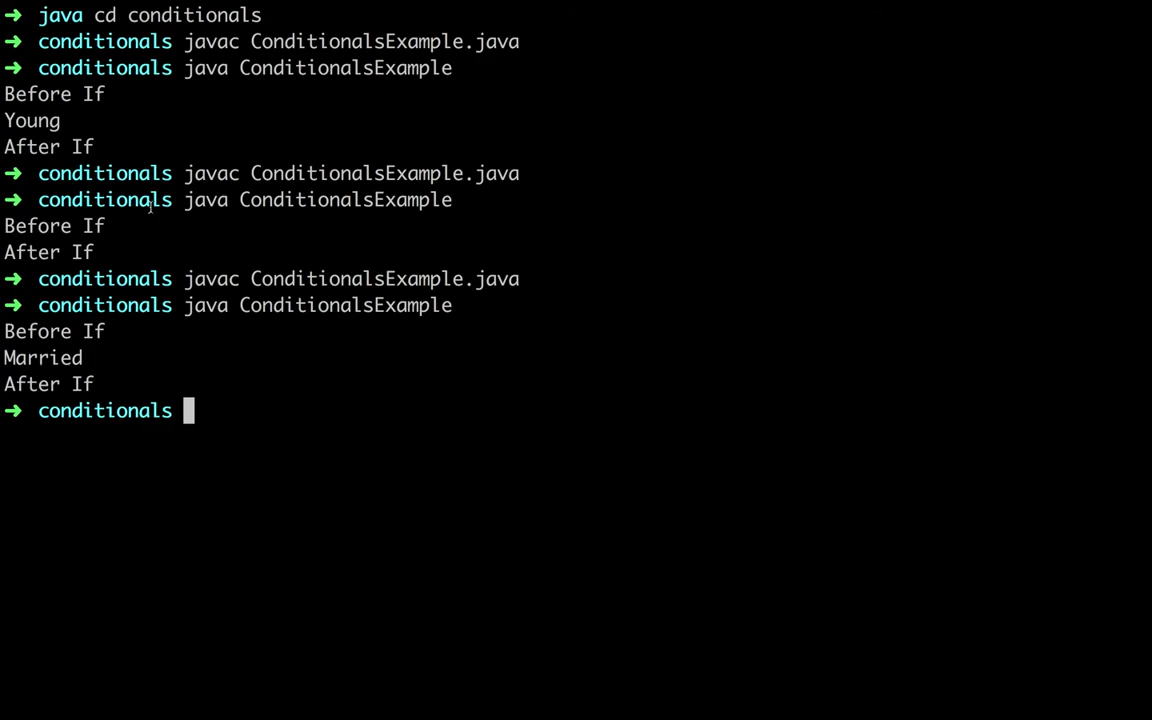 ➜ java cd conditionals
➜ conditionals javac ConditionalsExample.java
➜ conditionals java ConditionalsExample
Before If
Young
After If
➜ conditionals javac ConditionalsExample.java
➜ conditionals java ConditionalsExample
Before If
After If
➜ conditionals javac ConditionalsExample.java
➜ conditionals java ConditionalsExample
Before If
Married
After If
➜ conditionals